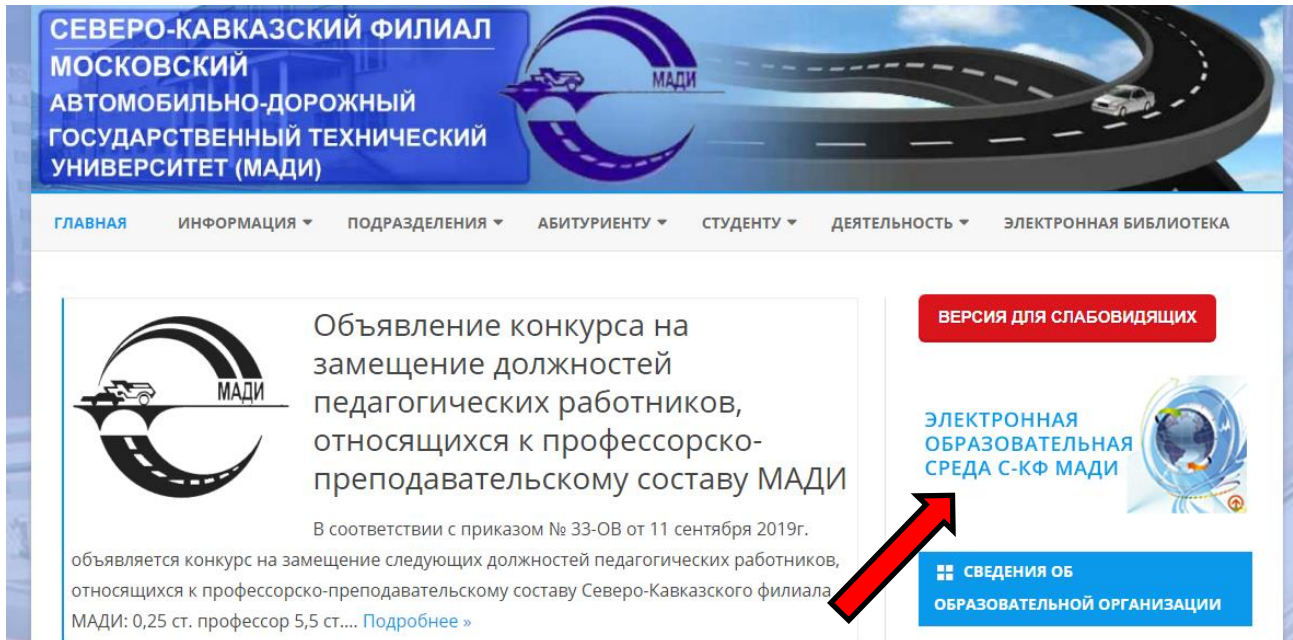 СЕВЕРО-КАВКАЗСКИЙ ФИЛИАЛ
МОСКОВСКИЙ
АВТОМОБИЛЬНО-ДОРОЖНЫЙ
ГОСУДАРСТВЕННЫЙ ТЕХНИЧЕСКИЙ
УНИВЕРСИТЕТ (МАДИ)
МАДИ
ГЛАВНАЯ ИНФОРМАЦИЯ ПОДРАЗДЕЛЕНИЯ АБИТУРИЕНТУ СТУДЕНТУ ДЕЯТЕЛЬНОСТЬ ЭЛЕКТРОННАЯ БИБЛИОТЕКА
МАДИ
Объявление конкурса на
замещение должностей
педагогических работников,
относящихся к профессорско-
преподавательскому составу МАДИ
В соответствии с приказом № 33-ОВ от 11 сентября 2019г.
объявляется конкурс на замещение следующих должностей педагогических работников,
относящихся к профессорско-преподавательскому составу Северо-Кавказского филиала
МАДИ: 0,25 ст. профессор 5,5 ст.... Подробнее »
ВЕРСИЯ ДЛЯ СЛАБОВИДЯЩИХ
ЭЛЕКТРОННАЯ
ОБРАЗОВАТЕЛЬНАЯ
СРЕДА С-КФ МАДИ
СВЕДЕНИЯ ОБ
ОБРАЗОВАТЕЛЬНОЙ ОРГАНИЗАЦИИ